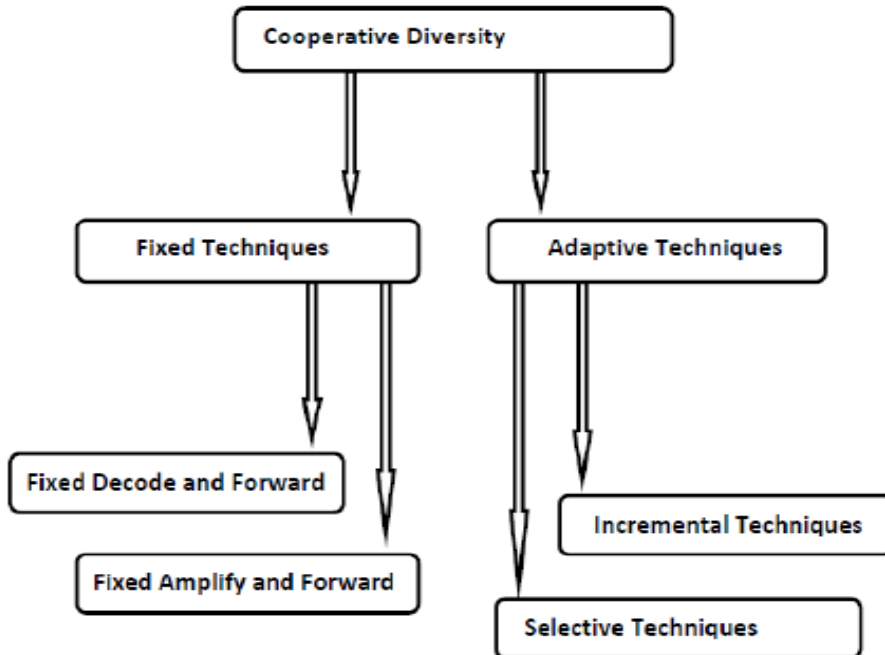 Cooperative Diversity
Fixed Techniques
Adaptive Techniques
Fixed Decode and Forward
Incremental Techniques
Fixed Amplify and Forward
Selective Techniques